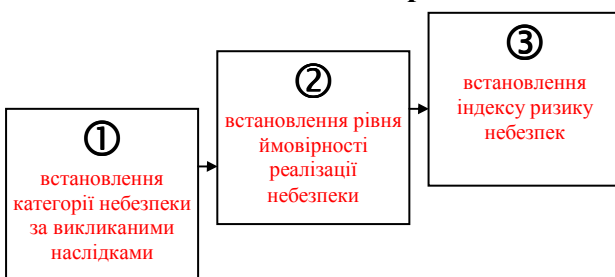 ①
встановлення
категорії небезпеки
за викликаними
наслідками
②
встановлення рівня
ймовірності
реалізації
небезпеки
③
встановлення
індексу ризику
небезпек